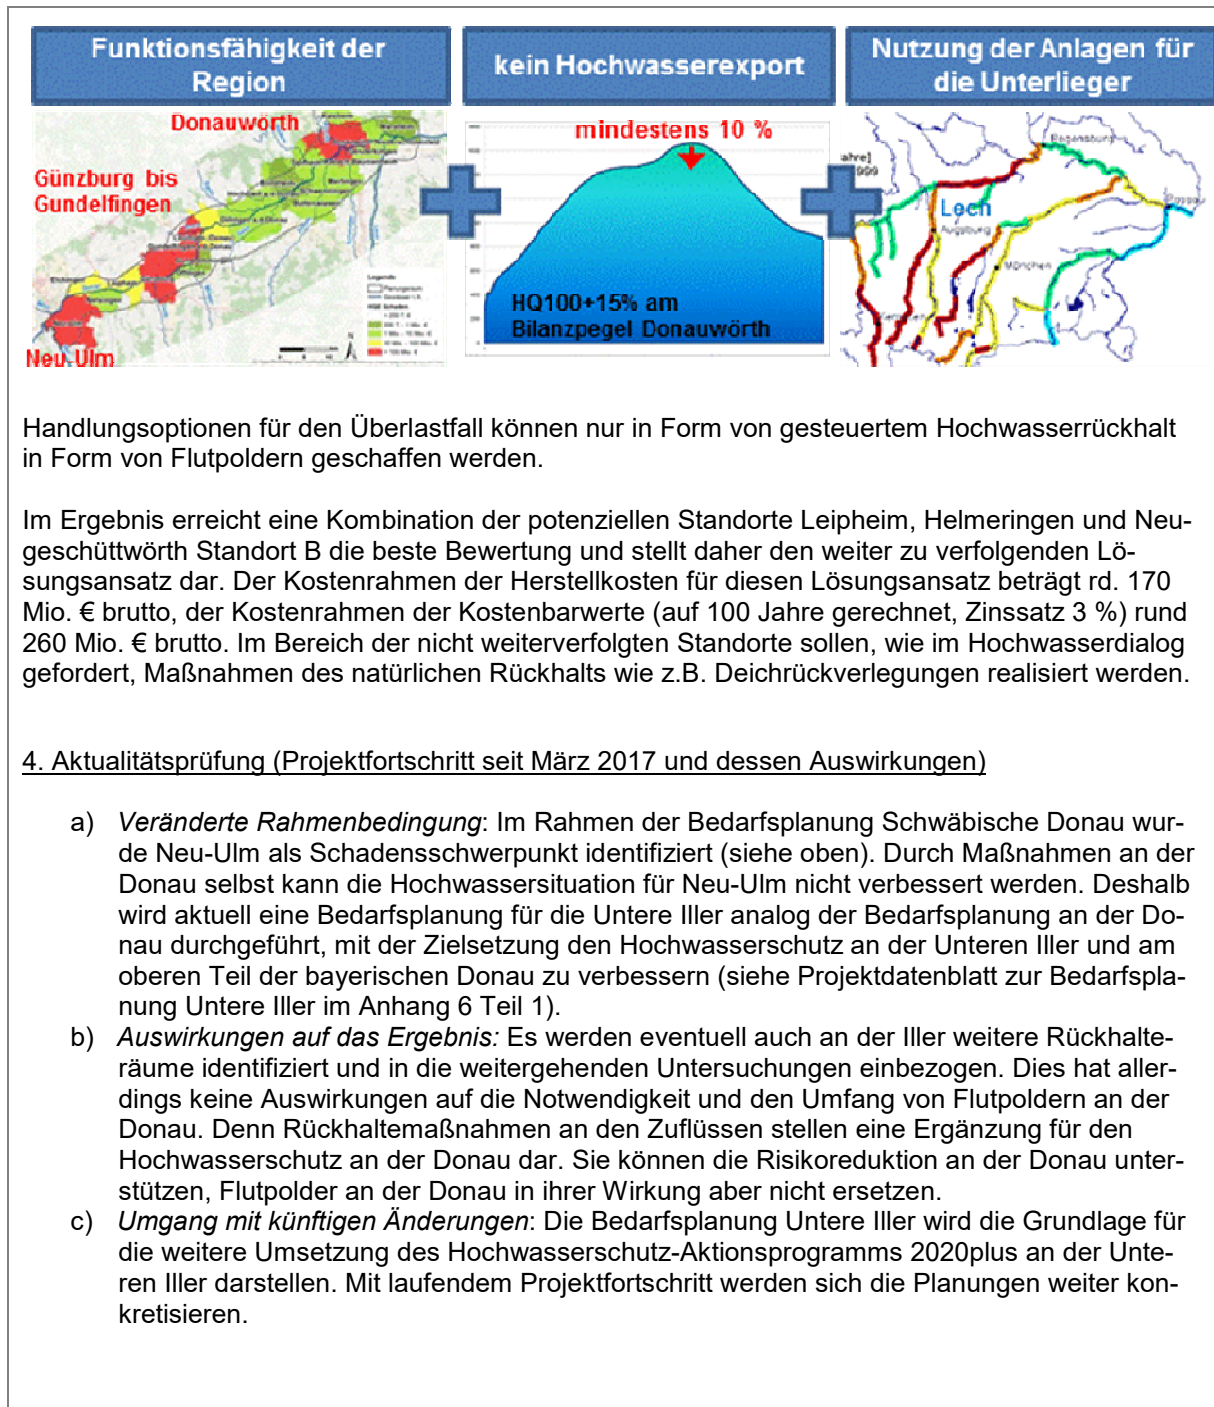 Funktionsfähigkeit der
Region
kein Hochwasserexport
Nutzung der Anlagen für
die Unterlieger
Donauwörth
Günzburg bis
Gundelfingen
Neu Ulm
mindestens 10 %
HQ100+15% am
Bilanzpegel Donauwörth
Regensburg
Passau
Lech
Augsburg
München
Handlungsoptionen für den Überlastfall können nur in Form von gesteuertem Hochwasserrückhalt
in Form von Flutpoldern geschaffen werden.
Im Ergebnis erreicht eine Kombination der potenziellen Standorte Leipheim, Helmeringen und Neu-
geschüttwörth Standort B die beste Bewertung und stellt daher den weiter zu verfolgenden Lö-
sungsansatz dar. Der Kostenrahmen der Herstellkosten für diesen Lösungsansatz beträgt rd. 170
Mio. € brutto, der Kostenrahmen der Kostenbarwerte (auf 100 Jahre gerechnet, Zinssatz 3 %) rund
260 Mio. € brutto. Im Bereich der nicht weiterverfolgten Standorte sollen, wie im Hochwasserdialog
gefordert, Maßnahmen des natürlichen Rückhalts wie z.B. Deichrückverlegungen realisiert werden.
4. Aktualitätsprüfung (Projektfortschritt seit März 2017 und dessen Auswirkungen)
a) Veränderte Rahmenbedingung: Im Rahmen der Bedarfsplanung Schwäbische Donau wur-
de Neu-Ulm als Schadensschwerpunkt identifiziert (siehe oben). Durch Maßnahmen an der
Donau selbst kann die Hochwassersituation für Neu-Ulm nicht verbessert werden. Deshalb
wird aktuell eine Bedarfsplanung für die Untere Iller analog der Bedarfsplanung an der Do-
nau durchgeführt, mit der Zielsetzung den Hochwasserschutz an der Unteren Iller und am
oberen Teil der bayerischen Donau zu verbessern (siehe Projektdatenblatt zur Bedarfspla-
nung Untere Iller im Anhang 6 Teil 1).
b) Auswirkungen auf das Ergebnis: Es werden eventuell auch an der Iller weitere Rückhalte-
räume identifiziert und in die weitergehenden Untersuchungen einbezogen. Dies hat aller-
dings keine Auswirkungen auf die Notwendigkeit und den Umfang von Flutpoldern an der
Donau. Denn Rückhaltemaßnahmen an den Zuflüssen stellen eine Ergänzung für den
Hochwasserschutz an der Donau dar. Sie können die Risikoreduktion an der Donau unter-
stützen, Flutpolder an der Donau in ihrer Wirkung aber nicht ersetzen.
c) Umgang mit künftigen Änderungen: Die Bedarfsplanung Untere Iller wird die Grundlage für
die weitere Umsetzung des Hochwasserschutz-Aktionsprogramms 2020plus an der Unte-
ren Iller darstellen. Mit laufendem Projektfortschritt werden sich die Planungen weiter kon-
kretisieren.